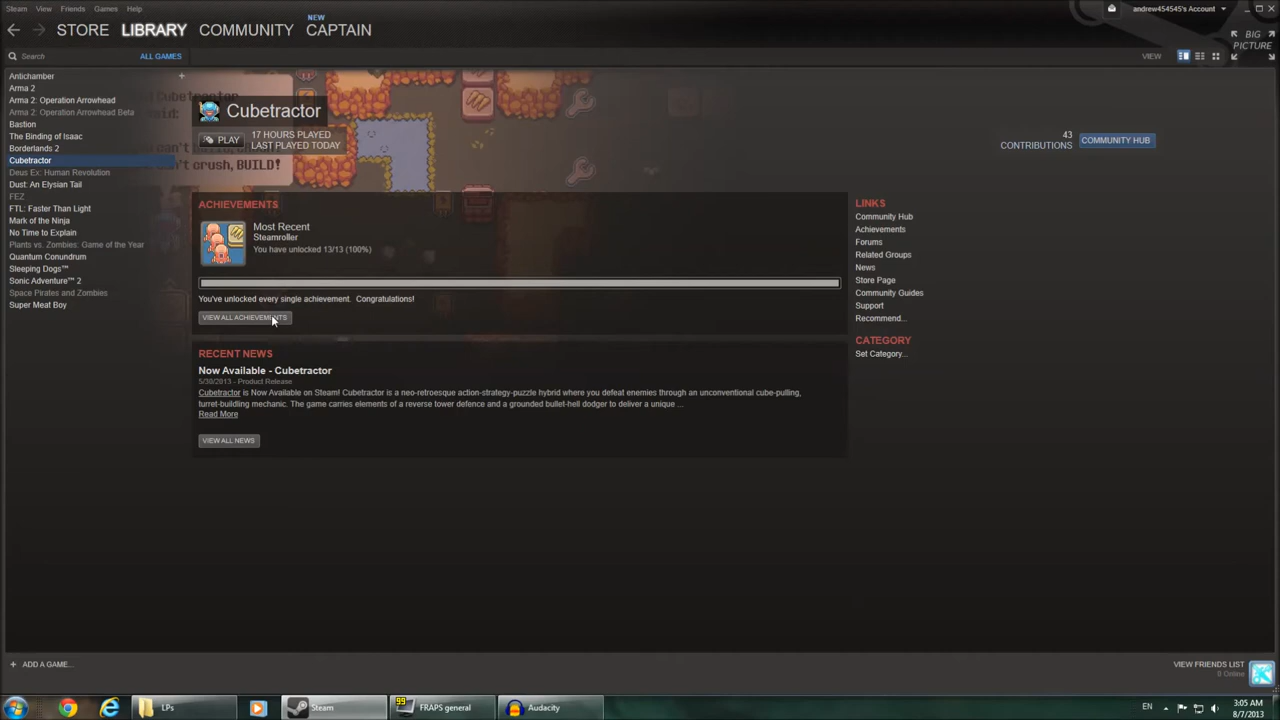 Steam View Friends Games Help
andrew454545's Account
STORE LIBRARY COMMUNITY NEW CAPTAIN
BIG PICTURE
Search ALL GAMES
VIEW
Antichamber
Arma 2
Arma 2: Operation Arrowhead
Arma 2: Operation Arrowhead Beta
Bastion
The Binding of Isaac
Borderlands 2
Cubetractor
Deus Ex: Human Revolution
Dust: An Elysian Tail
FEZ
FTL: Faster Than Light
Mark of the Ninja
No Time to Explain
Plants vs. Zombies: Game of the Year
Quantum Conundrum
Sleeping Dogs™
Sonic Adventure™ 2
Space Pirates and Zombies
Super Meat Boy
Cubetractor
PLAY
17 HOURS PLAYED
LAST PLAYED TODAY
can't crush, BUILD!
43
CONTRIBUTIONS
COMMUNITY HUB
ACHIEVEMENTS
Most Recent
Steamroller
You have unlocked 13/13 (100%)
You've unlocked every single achievement. Congratulations!
VIEW ALL ACHIEVEMENTS
RECENT NEWS
Now Available - Cubetractor
5/30/2013 - Product Release
Cubetractor is Now Available on Steam! Cubetractor is a neo-retroesque action-strategy-puzzle hybrid where you defeat enemies through an unconventional cube-pulling,
turret-building mechanic. The game carries elements of a reverse tower defence and a grounded bullet-hell dodger to deliver a unique ...
Read More
VIEW ALL NEWS
LINKS
Community Hub
Achievements
Forums
Related Groups
News
Store Page
Community Guides
Support
Recommend...
CATEGORY
Set Category...
+ ADD A GAME...
VIEW FRIENDS LIST
0 Online
LPs
Steam
99
FRAPS general
Audacity
EN
3:05 AM
8/7/2013